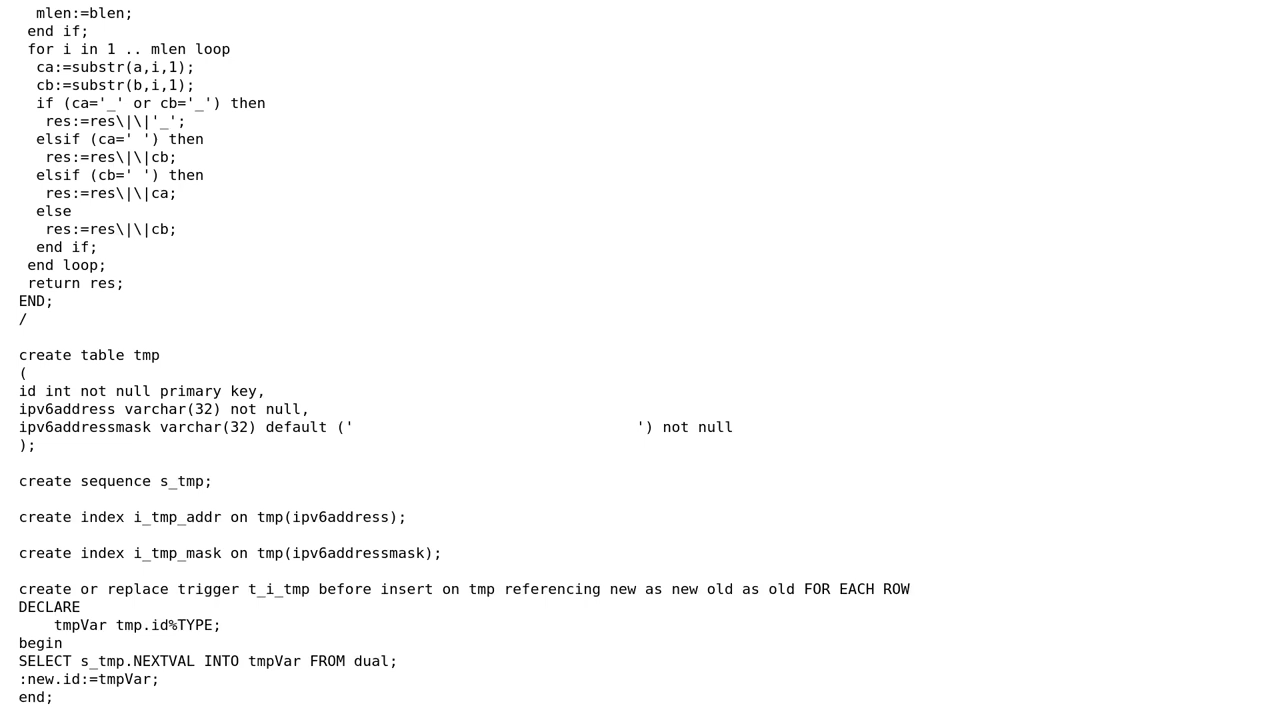 mlen:=blen;
 end if;
 for i in 1 .. mlen loop
  ca:=substr(a,i,1);
  cb:=substr(b,i,1);
  if (ca='_' or cb='_') then
   res:=res\|\|'_';
  elsif (ca=' ') then
   res:=res\|\|cb;
  elsif (cb=' ') then
   res:=res\|\|ca;
  else
   res:=res\|\|cb;
  end if;
 end loop;
 return res;
END;
/

create table tmp
(
id int not null primary key,
ipv6address varchar(32) not null,
ipv6addressmask varchar(32) default ('                                ') not null
);

create sequence s_tmp;

create index i_tmp_addr on tmp(ipv6address);

create index i_tmp_mask on tmp(ipv6addressmask);

create or replace trigger t_i_tmp before insert on tmp referencing new as new old as old FOR EACH ROW
DECLARE
    tmpVar tmp.id%TYPE;
begin
SELECT s_tmp.NEXTVAL INTO tmpVar FROM dual;
:new.id:=tmpVar;
end;